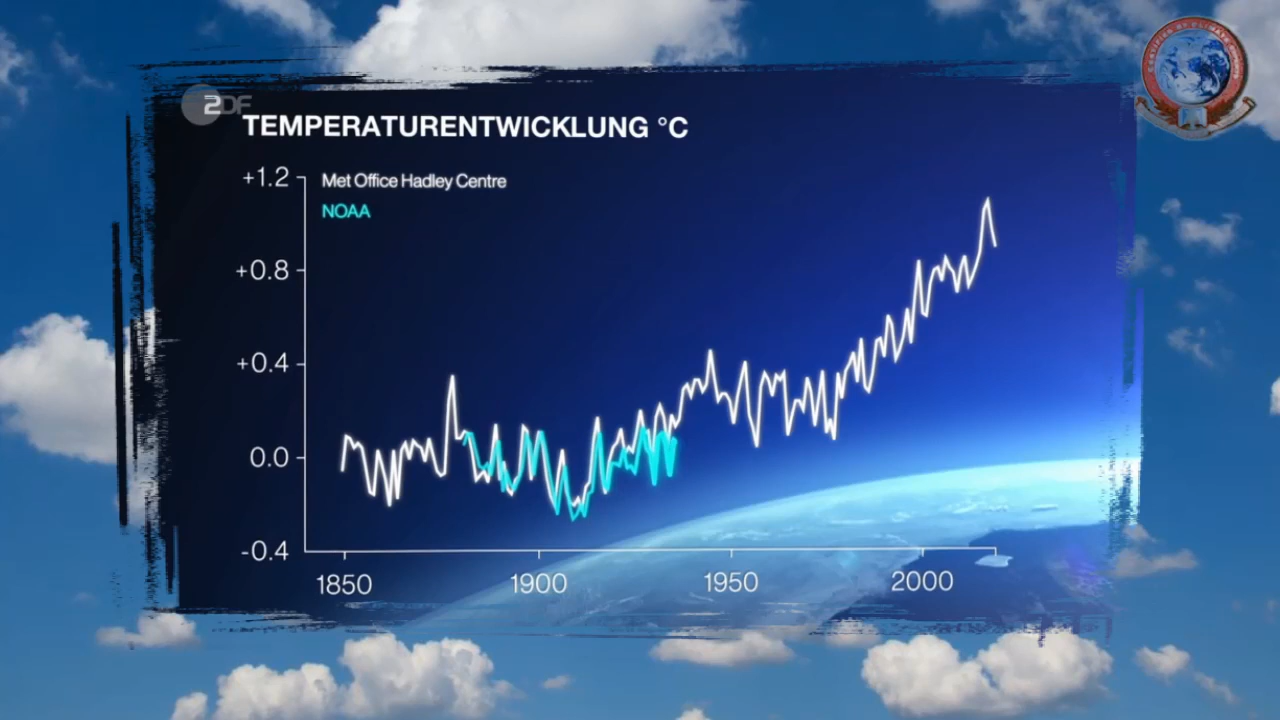 2DF
TEMPERATURENTWICKLUNG °C
+1.2
Met Office Hadley Centre
NOAA
+0.8
+0.4
0.0
-0.4
1850
1900
1950
2000